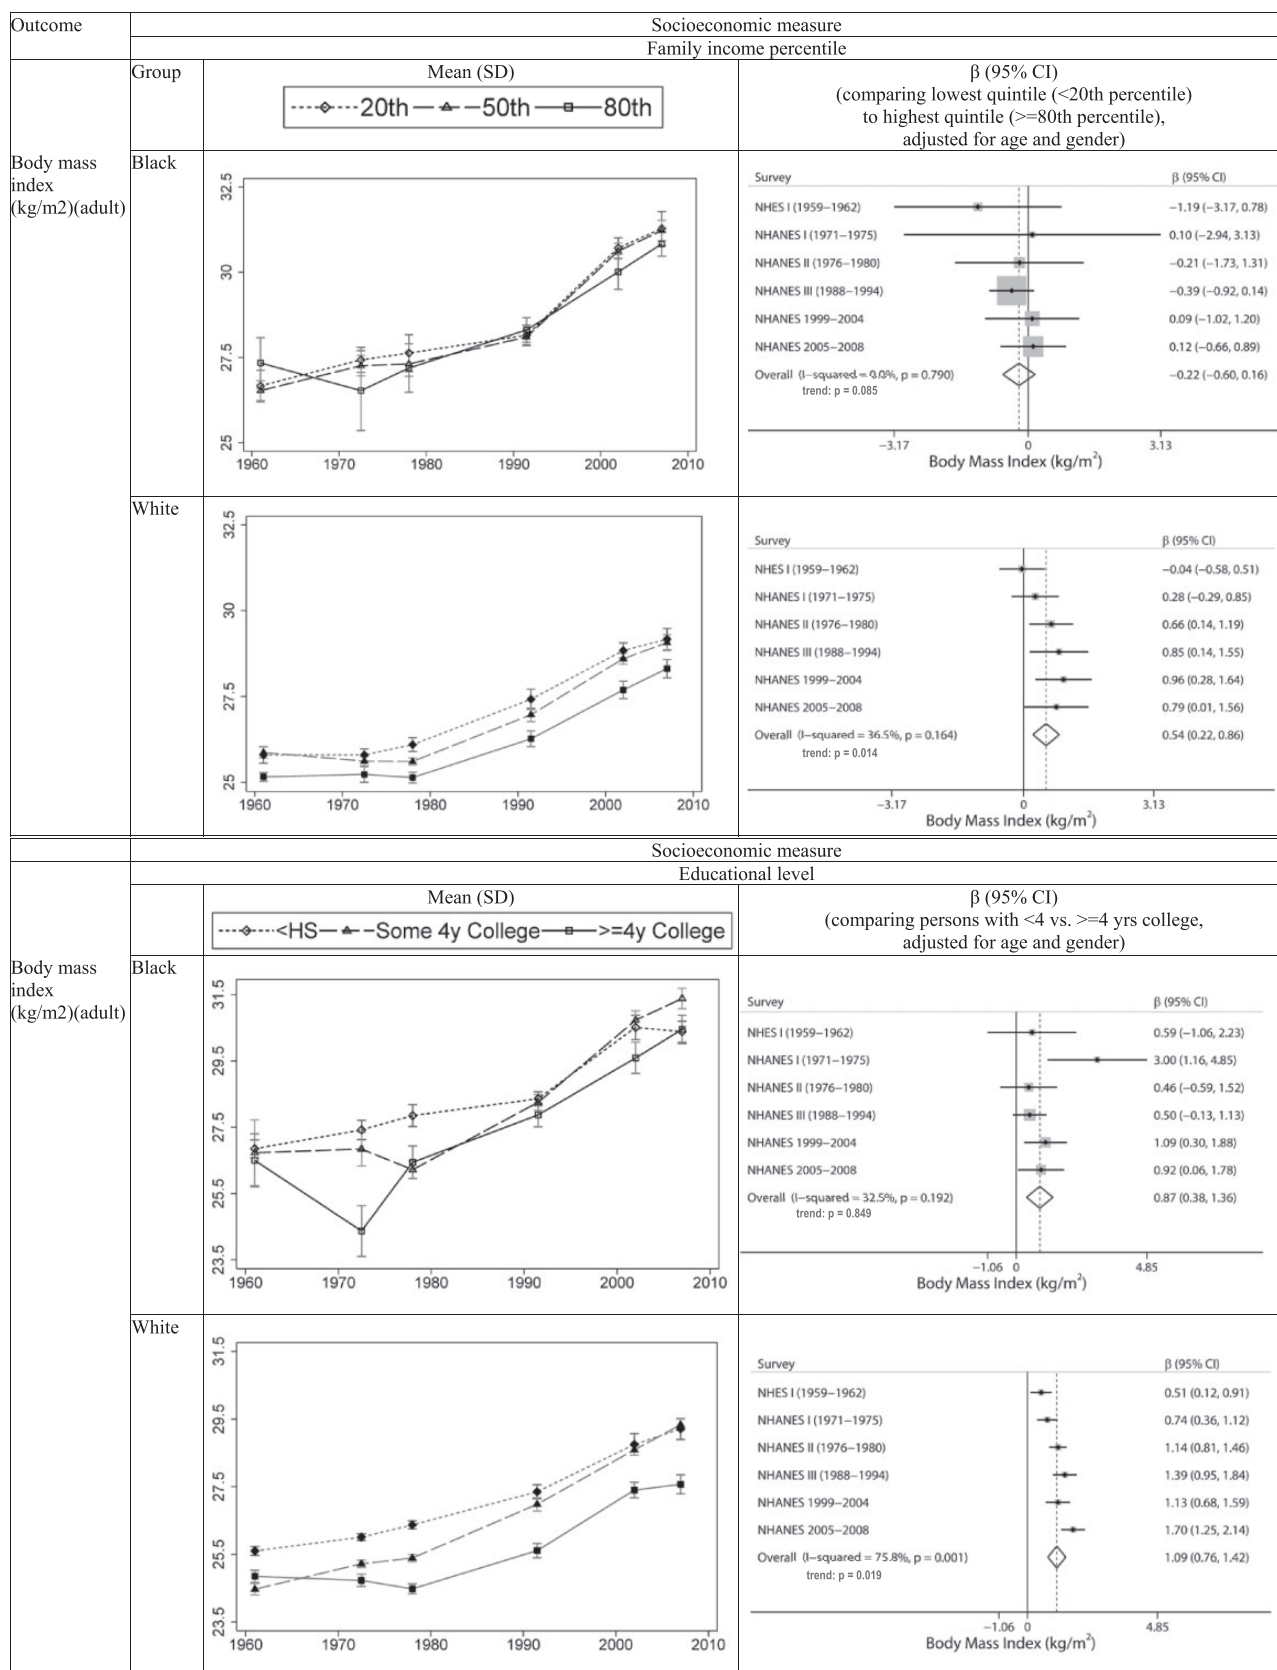 Outcome
Socioeconomic measure
Family income percentile
Group
Mean (SD)
20th 50th 80th
β (95% CI)
(comparing lowest quintile (<20th percentile)
to highest quintile (>=80th percentile),
adjusted for age and gender)
Body mass
index
(kg/m2)(adult)
Black
32.5
30
27.5
25
1960 1970 1980 1990 2000 2010
Survey β (95% CI)
NHES I (1959–1962) −1.19 (−3.17, 0.78)
NHANES I (1971–1975) 0.10 (−2.94, 3.13)
NHANES II (1976–1980) −0.21 (−1.73, 1.31)
NHANES III (1988–1994) −0.39 (−0.92, 0.14)
NHANES 1999–2004 0.09 (−1.02, 1.20)
NHANES 2005–2008 0.12 (−0.66, 0.89)
Overall (I–squared = 0.0%, p = 0.790) −0.22 (−0.60, 0.16)
trend: p = 0.085
−3.17 0 3.13
Body Mass Index (kg/m2)
White
32.5
30
27.5
25
1960 1970 1980 1990 2000 2010
Survey β (95% CI)
NHES I (1959–1962) −0.04 (−0.58, 0.51)
NHANES I (1971–1975) 0.28 (−0.29, 0.85)
NHANES II (1976–1980) 0.66 (0.14, 1.19)
NHANES III (1988–1994) 0.85 (0.14, 1.55)
NHANES 1999–2004 0.96 (0.28, 1.64)
NHANES 2005–2008 0.79 (0.01, 1.56)
Overall (I–squared = 36.5%, p = 0.164) 0.54 (0.22, 0.86)
trend: p = 0.014
−3.17 0 3.13
Body Mass Index (kg/m2)
Socioeconomic measure
Educational level
Mean (SD)
<HS Some 4y College >=4y College
β (95% CI)
(comparing persons with <4 vs. >=4 yrs college,
adjusted for age and gender)
Body mass
index
(kg/m2)(adult)
Black
31.5
29.5
27.5
25.5
23.5
1960 1970 1980 1990 2000 2010
Survey β (95% CI)
NHES I (1959–1962) 0.59 (−1.06, 2.23)
NHANES I (1971–1975) 3.00 (1.16, 4.85)
NHANES II (1976–1980) 0.46 (−0.59, 1.52)
NHANES III (1988–1994) 0.50 (−0.13, 1.13)
NHANES 1999–2004 1.09 (0.30, 1.88)
NHANES 2005–2008 0.92 (0.06, 1.78)
Overall (I–squared = 32.5%, p = 0.192) 0.87 (0.38, 1.36)
trend: p = 0.849
−1.06 0 4.85
Body Mass Index (kg/m2)
White
31.5
29.5
27.5
25.5
23.5
1960 1970 1980 1990 2000 2010
Survey β (95% CI)
NHES I (1959–1962) 0.51 (0.12, 0.91)
NHANES I (1971–1975) 0.74 (0.36, 1.12)
NHANES II (1976–1980) 1.14 (0.81, 1.46)
NHANES III (1988–1994) 1.39 (0.95, 1.84)
NHANES 1999–2004 1.13 (0.68, 1.59)
NHANES 2005–2008 1.70 (1.25, 2.14)
Overall (I–squared = 75.8%, p = 0.001) 1.09 (0.76, 1.42)
trend: p = 0.019
−1.06 0 4.85
Body Mass Index (kg/m2)